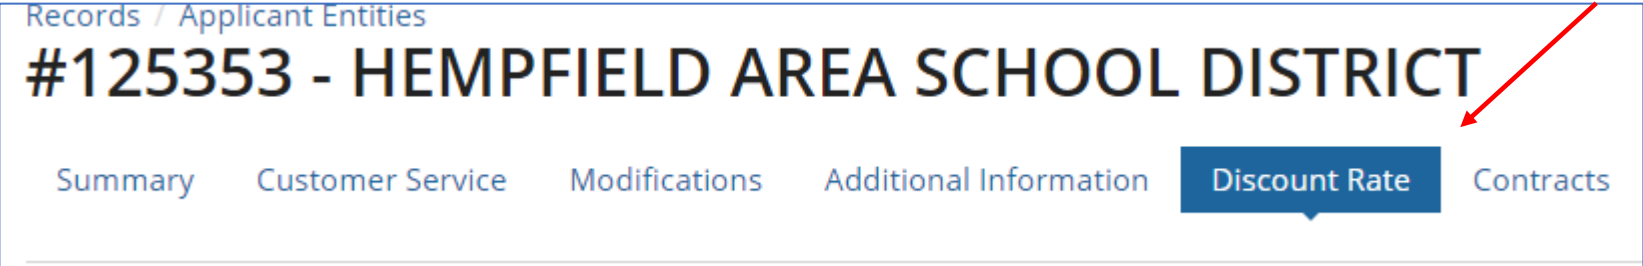 Records / Applicant Entities
#125353 - HEMPFIELD AREA SCHOOL DISTRICT
Summary Customer Service Modifications Additional Information Discount Rate Contracts